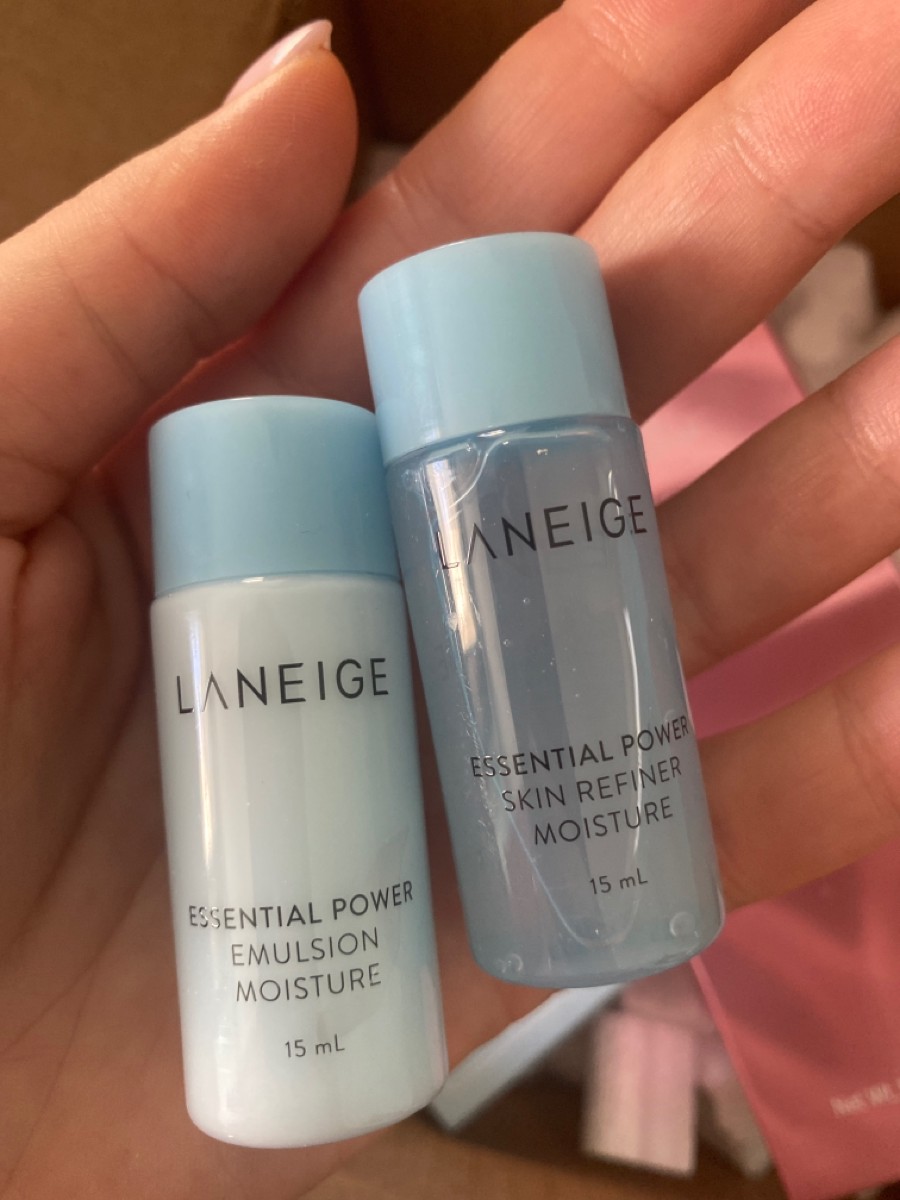 LANEIGE
ESSENTIAL POWER
EMULSION
MOISTURE
15 mL
LANEIGE
ESSENTIAL POWER
SKIN REFINER
MOISTURE
15 mL